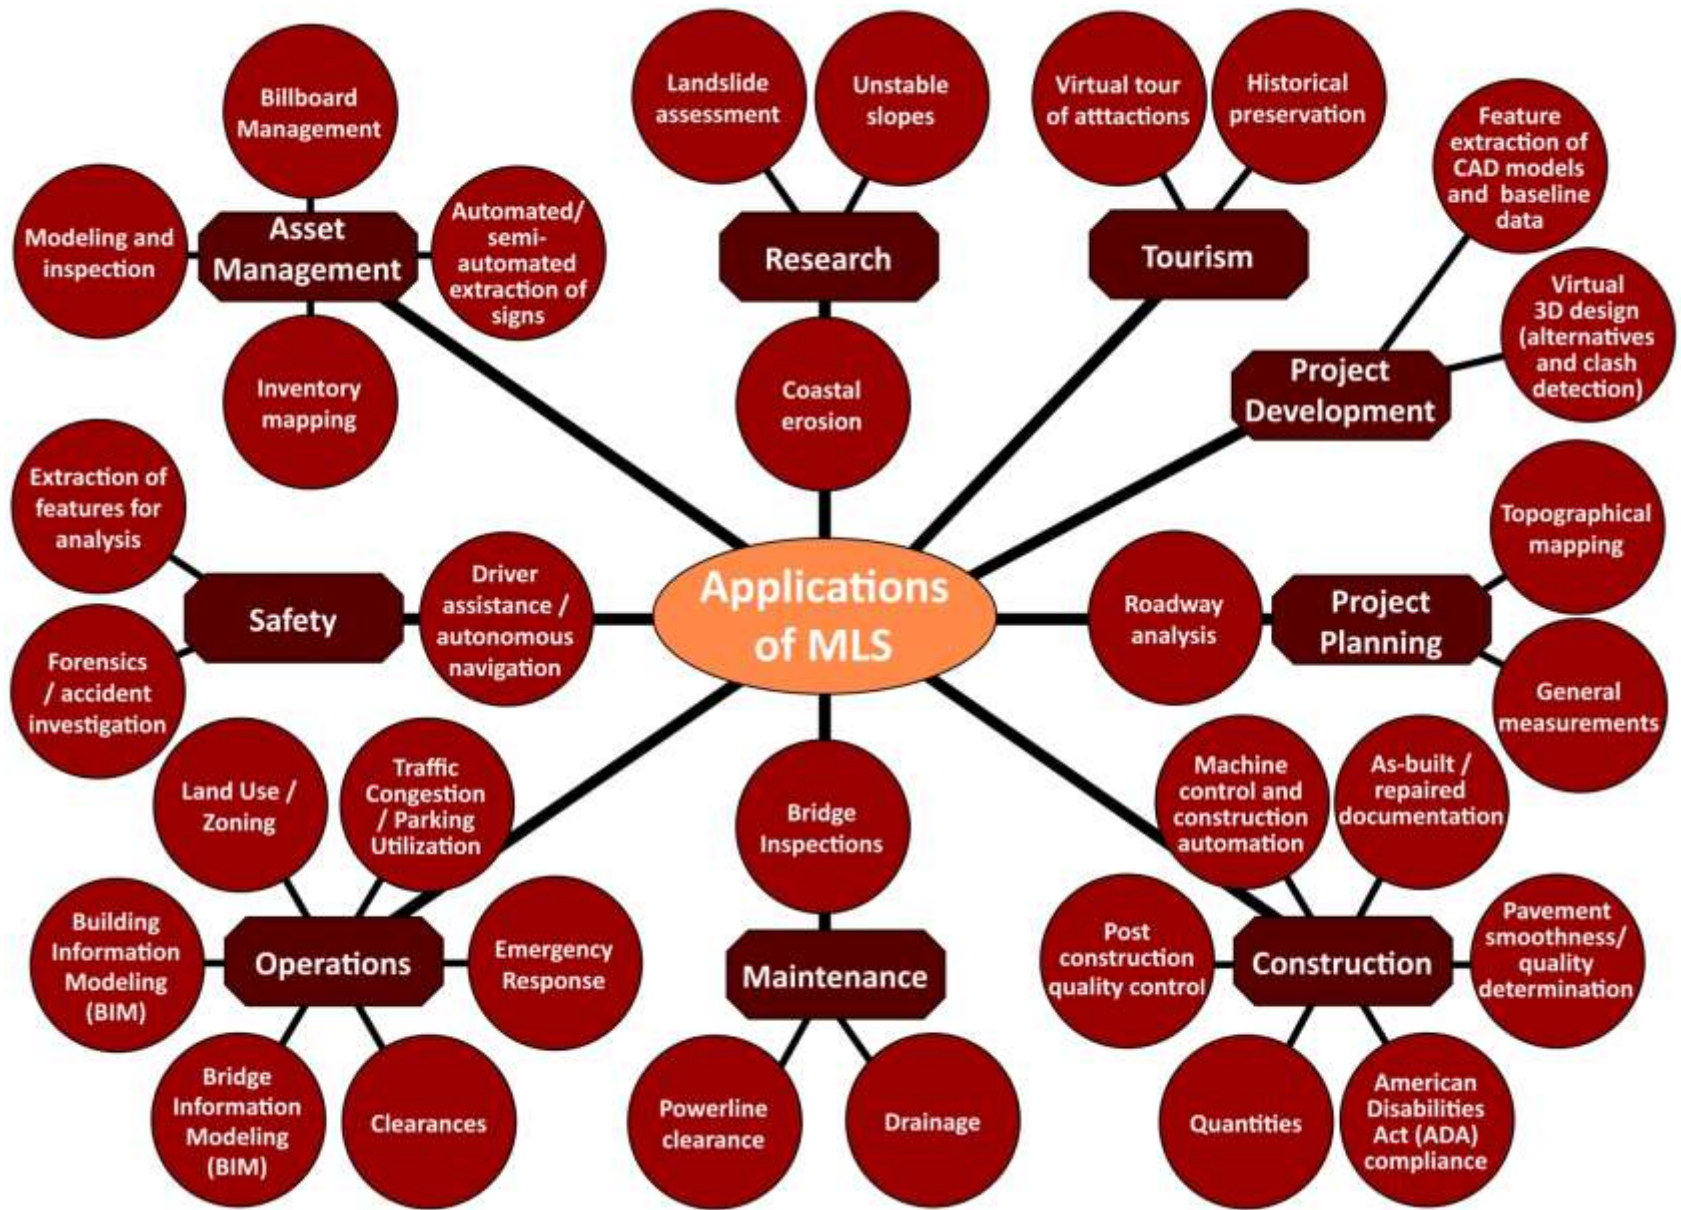 Billboard
Management
Modeling and
inspection
Asset
Management
Automated/
semi-
automated
extraction of
signs
Inventory
mapping
Landslide
assessment
Unstable
slopes
Research
Coastal
erosion
Virtual tour
of atttactions
Historical
preservation
Tourism
Feature
extraction of
CAD models
and baseline
data
Virtual
3D design
(alternatives
and clash
detection)
Project
Development
Extraction of
features for
analysis
Safety
Forensics
/ accident
investigation
Driver
assistance /
autonomous
navigation
Applications
of MLS
Roadway
analysis
Project
Planning
Topographical
mapping
General
measurements
Land Use /
Zoning
Traffic
Congestion
/ Parking
Utilization
Building
Information
Modeling
(BIM)
Operations
Emergency
Response
Bridge
Information
Modeling
(BIM)
Clearances
Bridge
Inspections
Maintenance
Powerline
clearance
Drainage
Machine
control and
construction
automation
As-built /
repaired
documentation
Post
construction
quality control
Construction
Pavement
smoothness/
quality
determination
Quantities
American
Disabilities
Act (ADA)
compliance